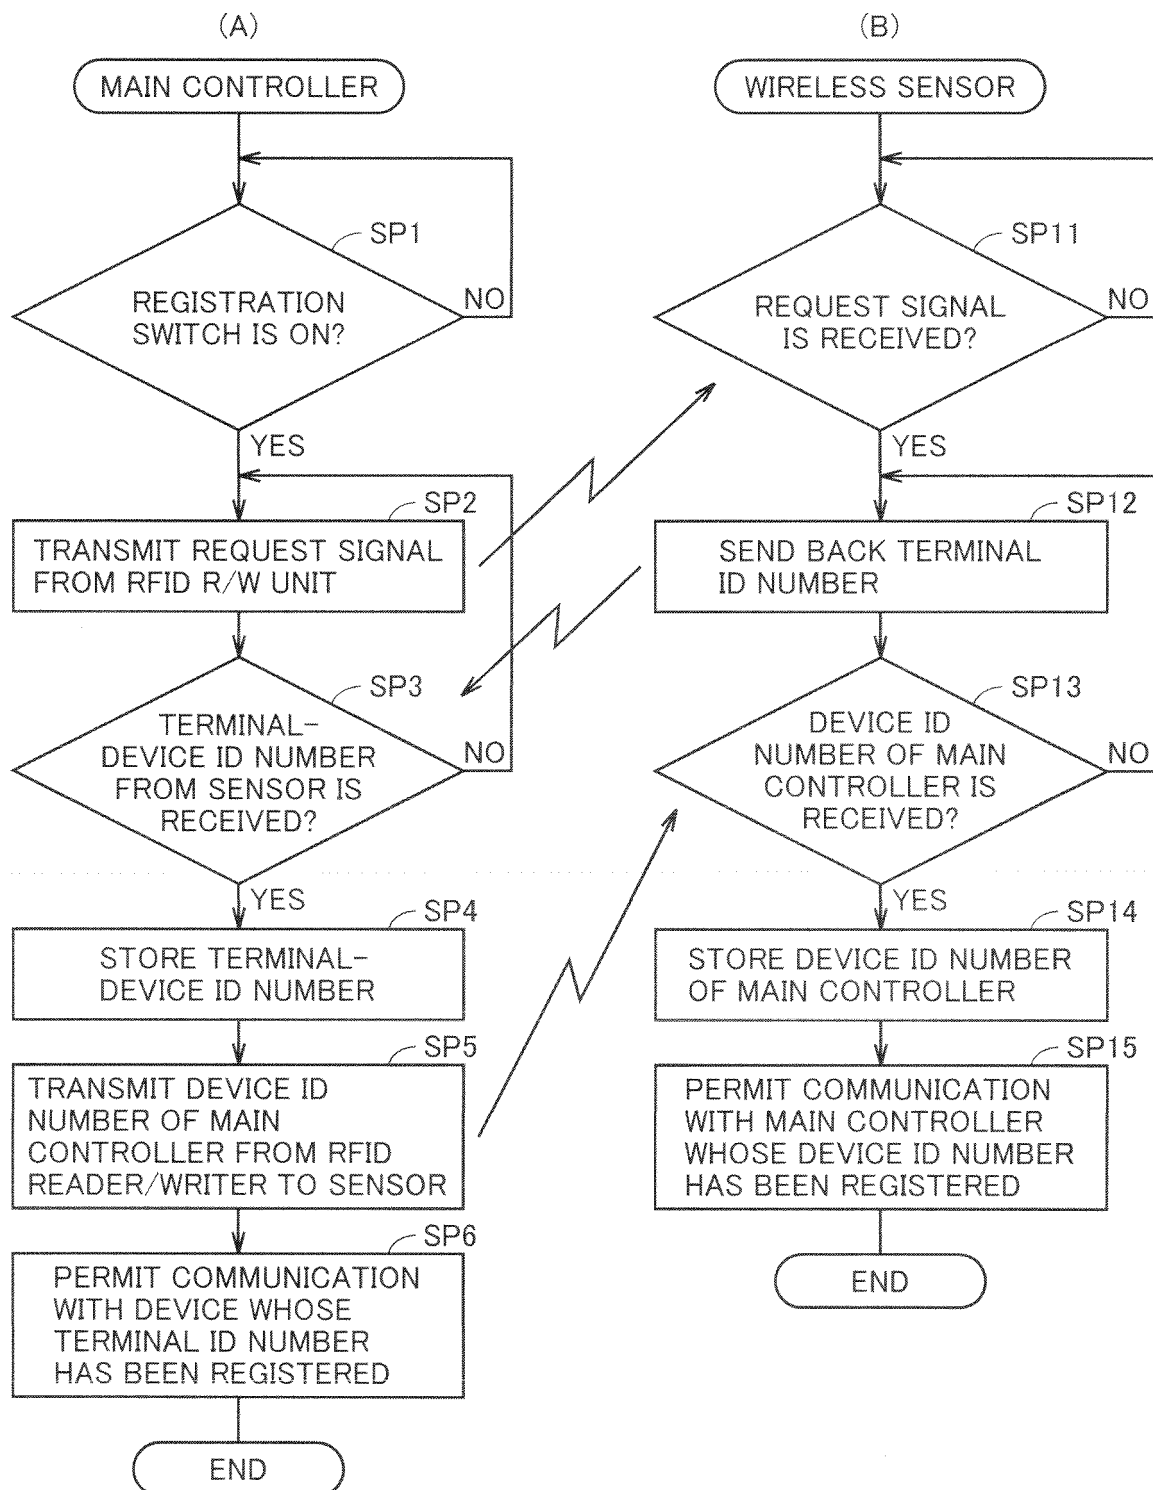 (A)
MAIN CONTROLLER
SP1
REGISTRATION
SWITCH IS ON?
NO
YES
SP2
TRANSMIT REQUEST SIGNAL
FROM RFID R/W UNIT
SP3
TERMINAL-
DEVICE ID NUMBER
FROM SENSOR IS
RECEIVED?
NO
YES
SP4
STORE TERMINAL-
DEVICE ID NUMBER
SP5
TRANSMIT DEVICE ID
NUMBER OF MAIN
CONTROLLER FROM RFID
READER/WRITER TO SENSOR
SP6
PERMIT COMMUNICATION
WITH DEVICE WHOSE
TERMINAL ID NUMBER
HAS BEEN REGISTERED
END
(B)
WIRELESS SENSOR
SP11
REQUEST SIGNAL
IS RECEIVED?
NO
YES
SP12
SEND BACK TERMINAL
ID NUMBER
SP13
DEVICE ID
NUMBER OF MAIN
CONTROLLER IS
RECEIVED?
NO
YES
SP14
STORE DEVICE ID NUMBER
OF MAIN CONTROLLER
SP15
PERMIT COMMUNICATION
WITH MAIN CONTROLLER
WHOSE DEVICE ID NUMBER
HAS BEEN REGISTERED
END